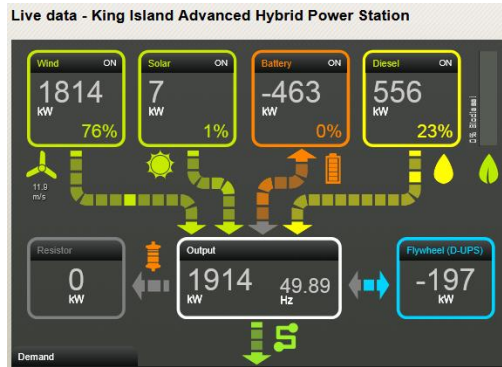 Live data - King Island Advanced Hybrid Power Station
Wind ON
1814
kW
76%
Solar ON
7
kW
1%
Battery ON
-463
kW
0%
Diesel ON
556
kW
23%
0% Biodiesel
11.9
m/s
Resistor
0
kW
Output
1914
kW
49.89
Hz
Flywheel (D-UPS)
-197
kW
Demand